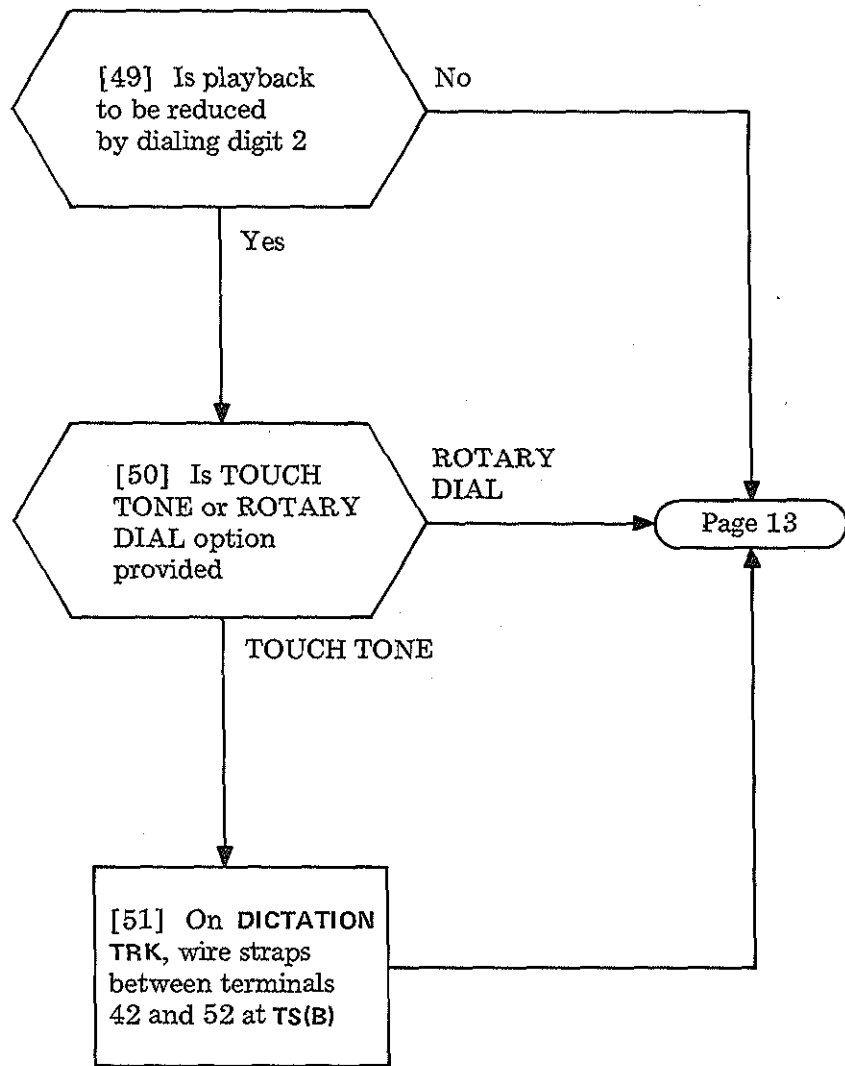 [49] Is playback
to be reduced
by dialing digit 2
No
Yes
[50] Is TOUCH
TONE or ROTARY
DIAL option
provided
ROTARY
DIAL
Page 13
TOUCH TONE
[51] On DICTATION
TRK, wire straps
between terminals
42 and 52 at TS(B)